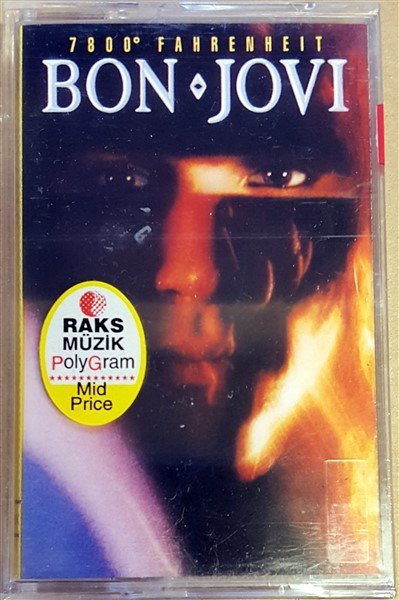 7800° FAHRENHEIT
BON JOVI
RAKS
MÜZİK
PolyGram
Mid
Price